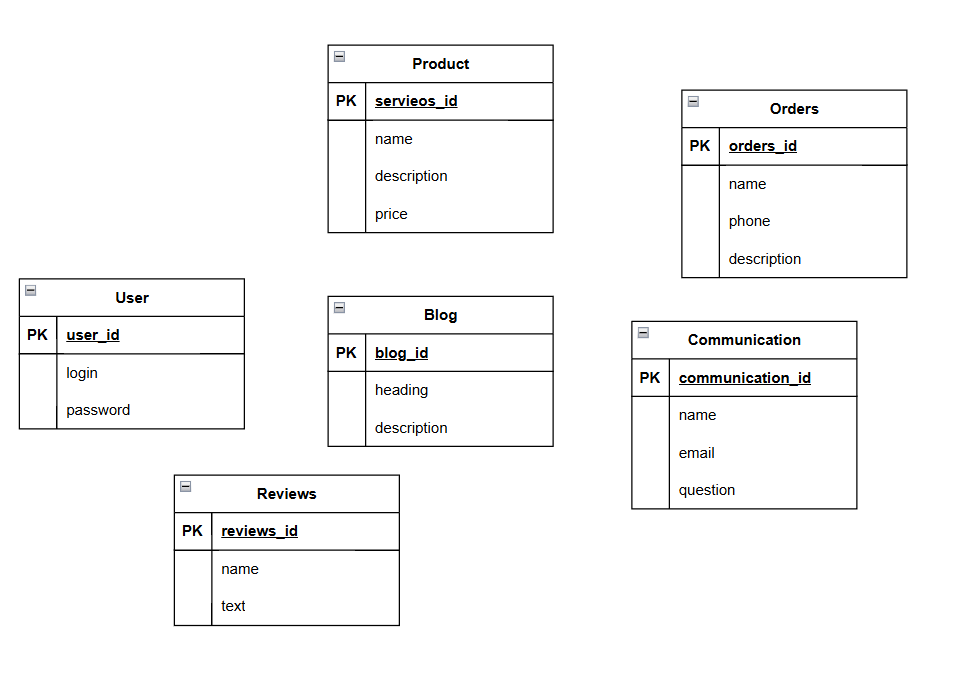 Product
PK servieos_id
name
description
price
Orders
PK orders_id
name
phone
description
User
PK user_id
login
password
Blog
PK blog_id
heading
description
Communication
PK communication_id
name
email
question
Reviews
PK reviews_id
name
text